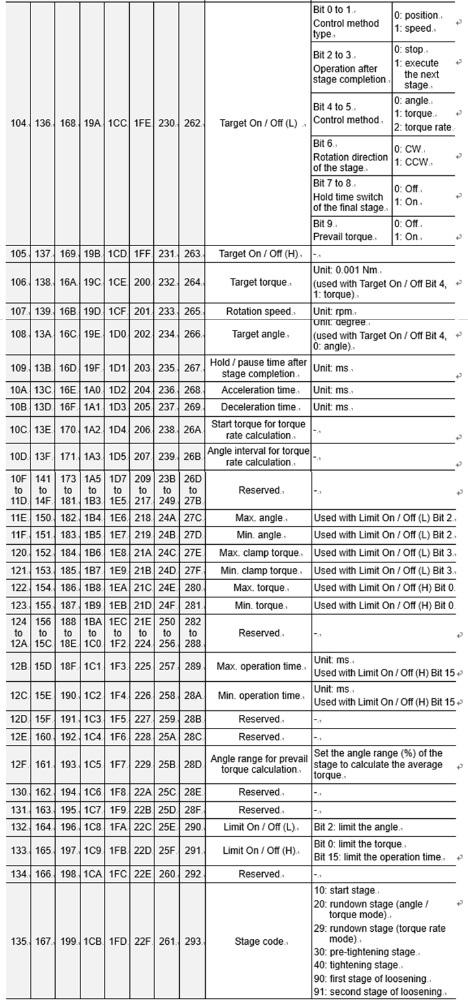 104 136 168 19A 1CC 1FE 230 262 Target On / Off (L)
Bit 0 to 1
Control method
type
0: position
1: speed
Bit 2 to 3
Operation after
stage completion
0: stop
1: execute
the next
stage
Bit 4 to 5
Control method
0: angle
1: torque
2: torque rate
Bit 6
Rotation direction
of the stage
0: CW
1: CCW
Bit 7 to 8
Hold time switch
of the final stage
0: Off
1: On
Bit 9
Prevail torque
0: Off
1: On
105 137 169 19B 1CD 1FF 231 263 Target On / Off (H) -
106 138 16A 19C 1CE 200 232 264 Target torque
Unit: 0.001 Nm
(used with Target On / Off Bit 4,
1: torque)
107 139 16B 19D 1CF 201 233 265 Rotation speed Unit: rpm
108 13A 16C 19E 1D0 202 234 266 Target angle
Unit: degree
(used with Target On / Off Bit 4,
0: angle)
109 13B 16D 19F 1D1 203 235 267
Hold / pause time after
stage completion
Unit: ms
10A 13C 16E 1A0 1D2 204 236 268 Acceleration time Unit: ms
10B 13D 16F 1A1 1D3 205 237 269 Deceleration time Unit: ms
10C 13E 170 1A2 1D4 206 238 26A
Start torque for torque
rate calculation
-
10D 13F 171 1A3 1D5 207 239 26B
Angle interval for torque
rate calculation
-
10F 141 173 1A5 1D7 209 23B 26D
to to to to to to to to
11D 14F 181 1B3 1E5 217 249 27B
Reserved -
11E 150 182 1B4 1E6 218 24A 27C Max. angle Used with Limit On / Off (L) Bit 2
11F 151 183 1B5 1E7 219 24B 27D Min. angle Used with Limit On / Off (L) Bit 2
120 152 184 1B6 1E8 21A 24C 27E Max. clamp torque Used with Limit On / Off (L) Bit 3
121 153 185 1B7 1E9 21B 24D 27F Min. clamp torque Used with Limit On / Off (L) Bit 3
122 154 186 1B8 1EA 21C 24E 280 Max. torque Used with Limit On / Off (H) Bit 0
123 155 187 1B9 1EB 21D 24F 281 Min. torque Used with Limit On / Off (H) Bit 0
124 156 188 1BA 1EC 21E 250 282
to to to to to to to to
12A 15C 18E 1C0 1F2 224 256 288
Reserved -
12B 15D 18F 1C1 1F3 225 257 289 Max. operation time
Unit: ms
Used with Limit On / Off (H) Bit 15
12C 15E 190 1C2 1F4 226 258 28A Min. operation time
Unit: ms
Used with Limit On / Off (H) Bit 15
12D 15F 191 1C3 1F5 227 259 28B Reserved -
12E 160 192 1C4 1F6 228 25A 28C Reserved -
12F 161 193 1C5 1F7 229 25B 28D
Angle range for prevail
torque calculation
Set the angle range (%) of the
stage to calculate the average
torque
130 162 194 1C6 1F8 22A 25C 28E Reserved -
131 163 195 1C7 1F9 22B 25D 28F Reserved -
132 164 196 1C8 1FA 22C 25E 290 Limit On / Off (L) Bit 2: limit the angle
133 165 197 1C9 1FB 22D 25F 291 Limit On / Off (H)
Bit 0: limit the torque
Bit 15: limit the operation time
134 166 198 1CA 1FC 22E 260 292 Reserved -
135 167 199 1CB 1FD 22F 261 293 Stage code
10: start stage
20: rundown stage (angle /
torque mode)
29: rundown stage (torque rate
mode)
30: pre-tightening stage
40: tightening stage
90: first stage of loosening
91: second stage of loosening